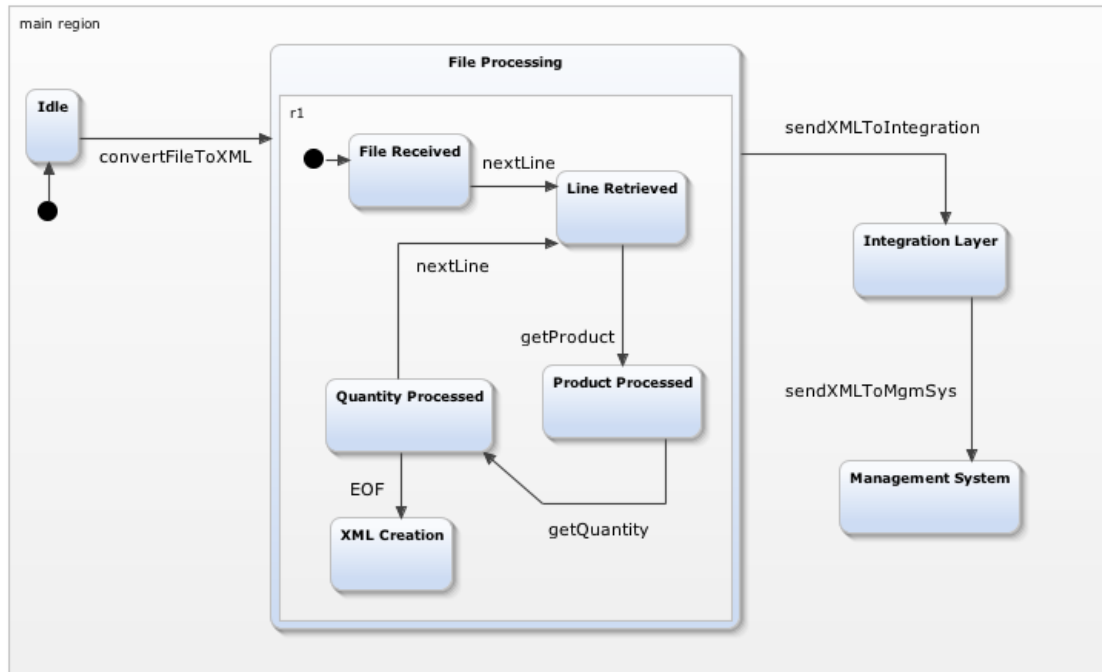 main region
File Processing
Idle
r1
convertFileToXML
File Received
nextLine
Line Retrieved
sendXMLToIntegration
Integration Layer
nextLine
getProduct
Quantity Processed
Product Processed
sendXMLToMgmSys
EOF
getQuantity
XML Creation
Management System